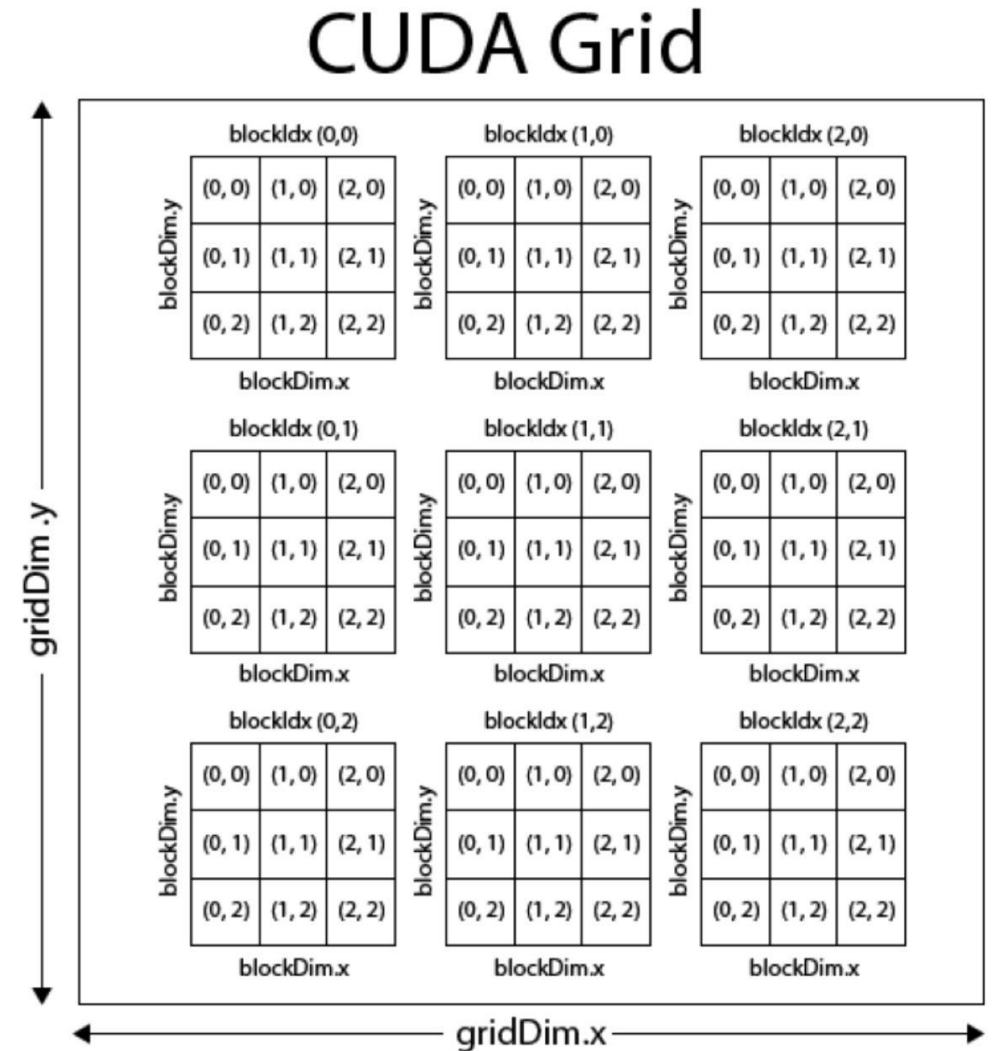 CUDA Grid
blockIdx (0,0) blockIdx (1,0) blockIdx (2,0)
(0, 0) (1, 0) (2, 0) (0, 0) (1, 0) (2, 0) (0, 0) (1, 0) (2, 0)
blockDim.y blockDim.y blockDim.y
(0, 1) (1, 1) (2, 1) (0, 1) (1, 1) (2, 1) (0, 1) (1, 1) (2, 1)
(0, 2) (1, 2) (2, 2) (0, 2) (1, 2) (2, 2) (0, 2) (1, 2) (2, 2)
blockDim.x blockDim.x blockDim.x
blockIdx (0,1) blockIdx (1,1) blockIdx (2,1)
(0, 0) (1, 0) (2, 0) (0, 0) (1, 0) (2, 0) (0, 0) (1, 0) (2, 0)
blockDim.y blockDim.y blockDim.y
(0, 1) (1, 1) (2, 1) (0, 1) (1, 1) (2, 1) (0, 1) (1, 1) (2, 1)
(0, 2) (1, 2) (2, 2) (0, 2) (1, 2) (2, 2) (0, 2) (1, 2) (2, 2)
blockDim.x blockDim.x blockDim.x
gridDim .y
blockIdx (0,2) blockIdx (1,2) blockIdx (2,2)
(0, 0) (1, 0) (2, 0) (0, 0) (1, 0) (2, 0) (0, 0) (1, 0) (2, 0)
blockDim.y blockDim.y blockDim.y
(0, 1) (1, 1) (2, 1) (0, 1) (1, 1) (2, 1) (0, 1) (1, 1) (2, 1)
(0, 2) (1, 2) (2, 2) (0, 2) (1, 2) (2, 2) (0, 2) (1, 2) (2, 2)
blockDim.x blockDim.x blockDim.x
gridDim.x